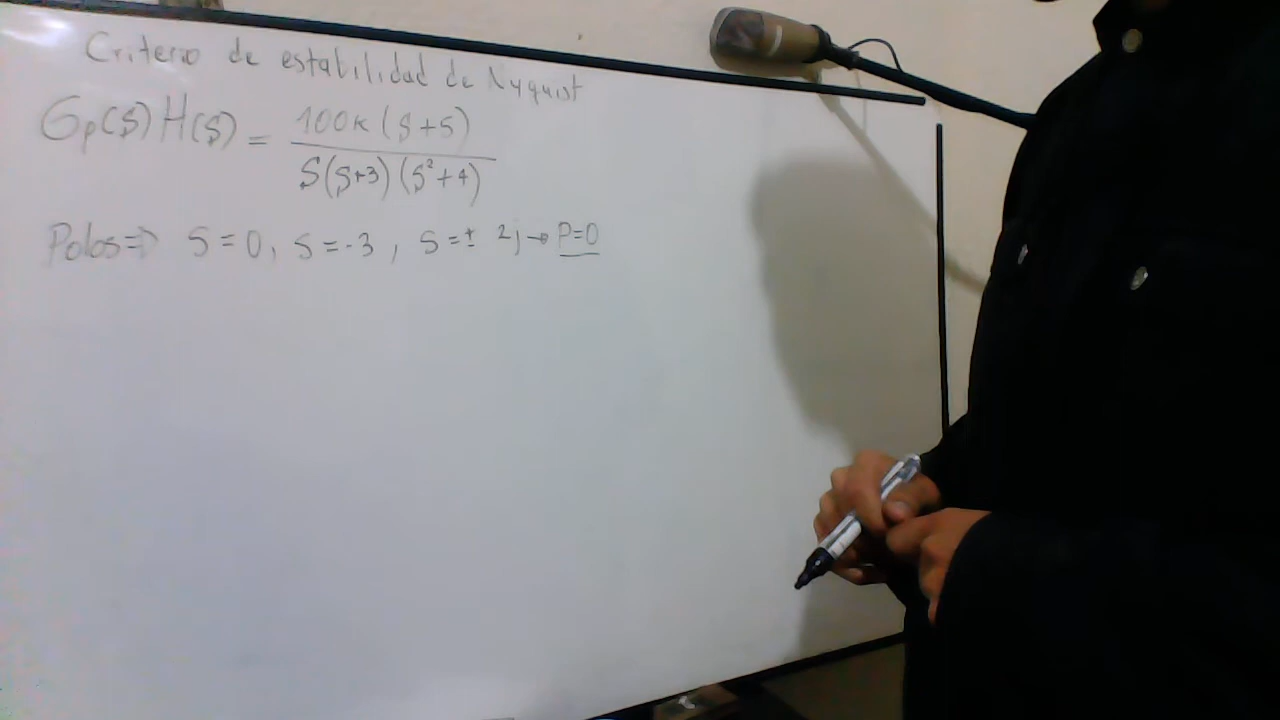 Criterio de estabilidad de Nyquist
Gp(s)H(s) = 100K(s+5)
s(s+3)(s²+4)
Polos=> s=0, s=-3, s=± 2j→P=0